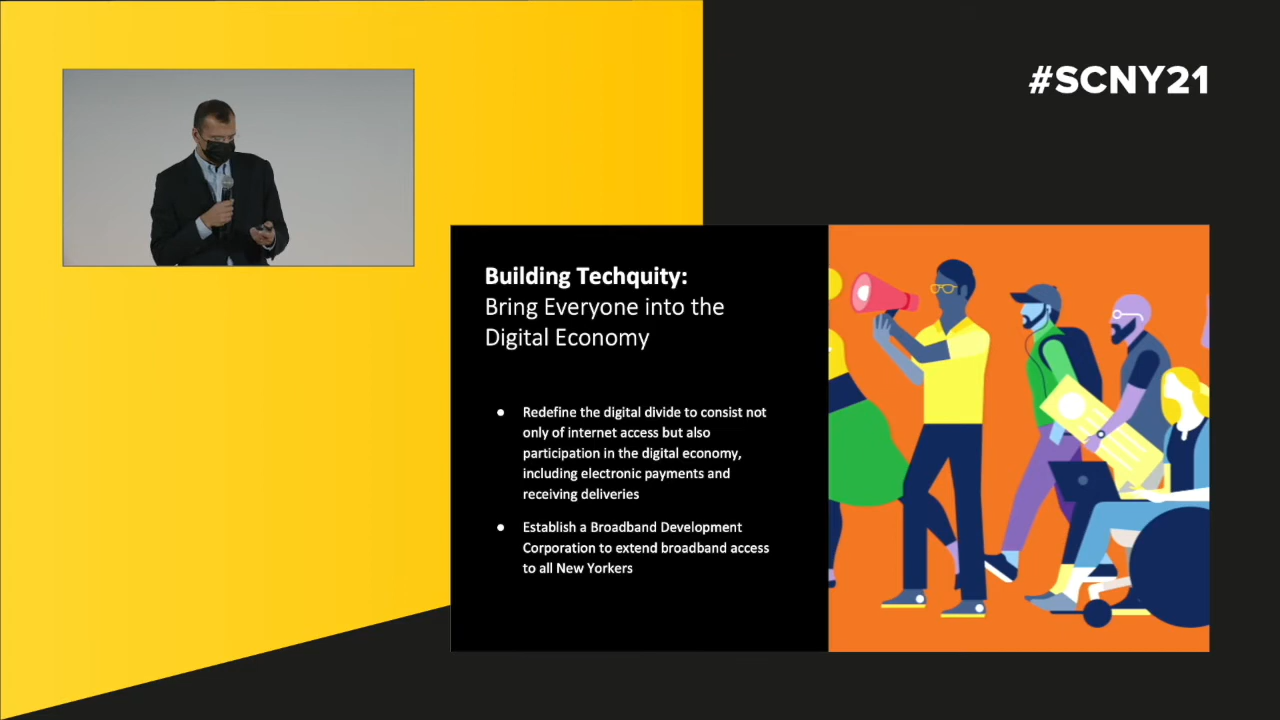 #SCNY21
Building Techquity:
Bring Everyone into the
Digital Economy
● Redefine the digital divide to consist not
only of internet access but also
participation in the digital economy,
including electronic payments and
receiving deliveries
● Establish a Broadband Development
Corporation to extend broadband access
to all New Yorkers